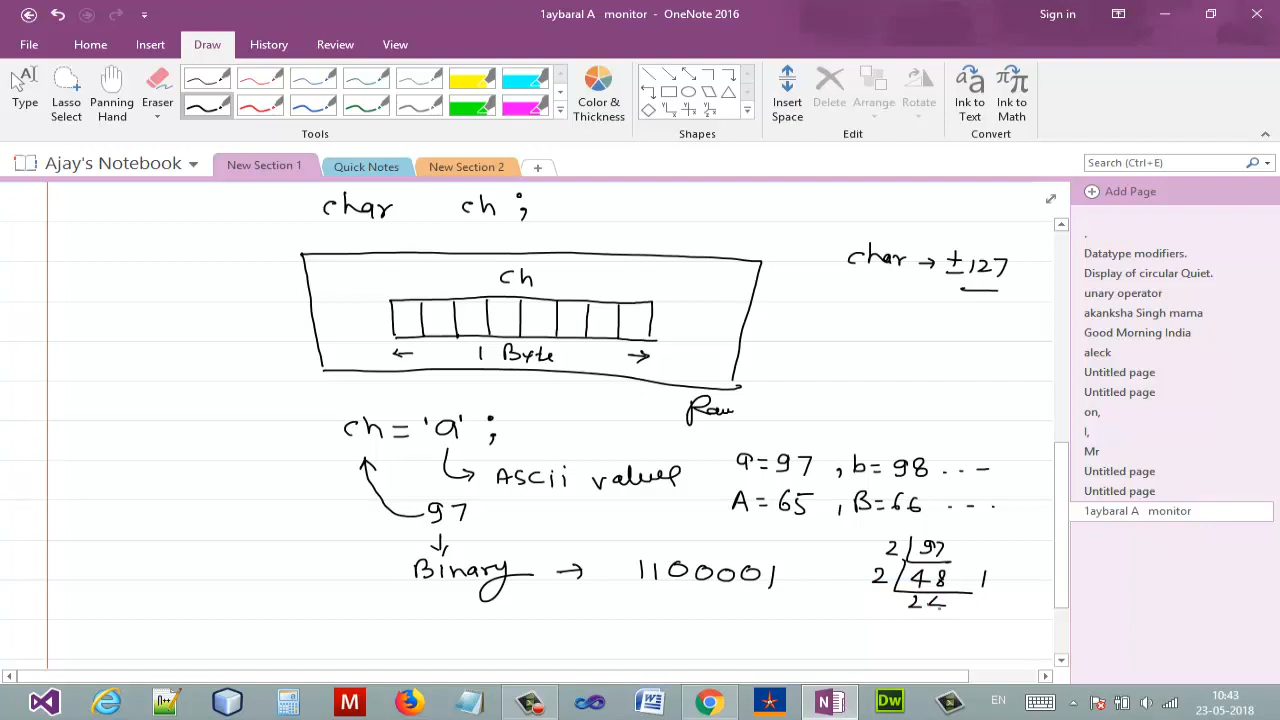 1aybaral A monitor - OneNote 2016
Sign in
File Home Insert Draw History Review View
Type
Lasso Select
Panning Hand
Eraser
Color & Thickness
Insert Space
Delete
Arrange
Rotate
Ink to Text
Ink to Math
Tools
Shapes
Edit
Convert
Ajay's Notebook
New Section 1
Quick Notes
New Section 2
Search (Ctrl+E)
Add Page
.
Datatype modifiers.
Display of circular Quiet.
unary operator
akanksha Singh mama
Good Morning India
aleck
Untitled page
Untitled page
on,
I,
Mr
Untitled page
Untitled page
1aybaral A monitor
char ch ;
char → ±127
ch
1 Byte
Ram
ch = 'a' ;
ASCii value
a = 97 , b = 98 ...
A = 65 , B = 66 ...
97
Binary → 1100001
2 97
2 48 1
24
EN
10:43
23-05-2018